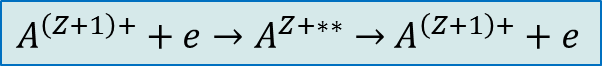 A^{(Z+1)+} + e → A^{Z+**} → A^{(Z+1)+} + e